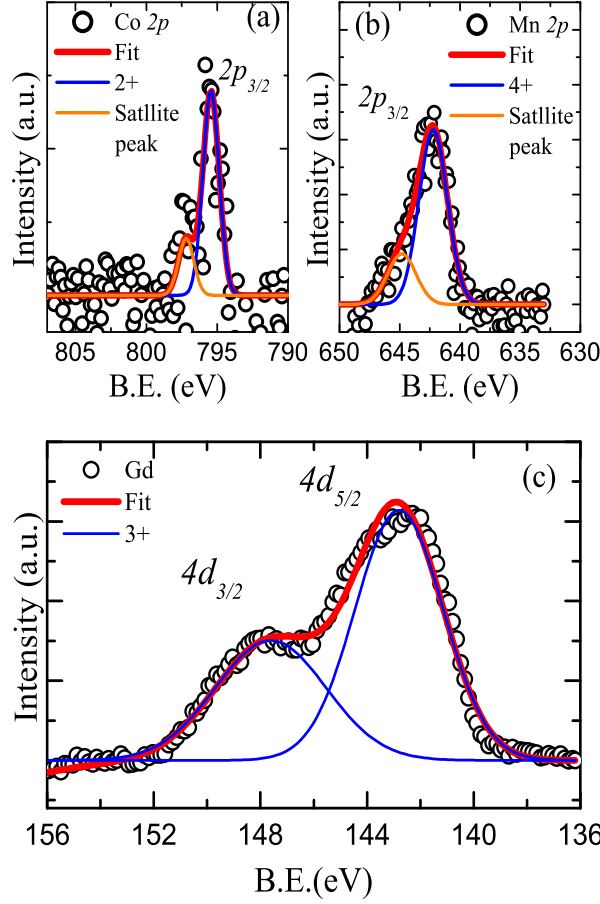 (a)
Co 2p
Fit
2+
Satllite
peak
2p3/2
Intensity (a.u.)
805 800 795 790
B.E. (eV)
(b)
Mn 2p
Fit
4+
Satllite
peak
2p3/2
Intensity (a.u.)
650 645 640 635 630
B.E. (eV)
(c)
Gd
Fit
3+
4d5/2
4d3/2
Intensity (a.u.)
156 152 148 144 140 136
B.E.(eV)